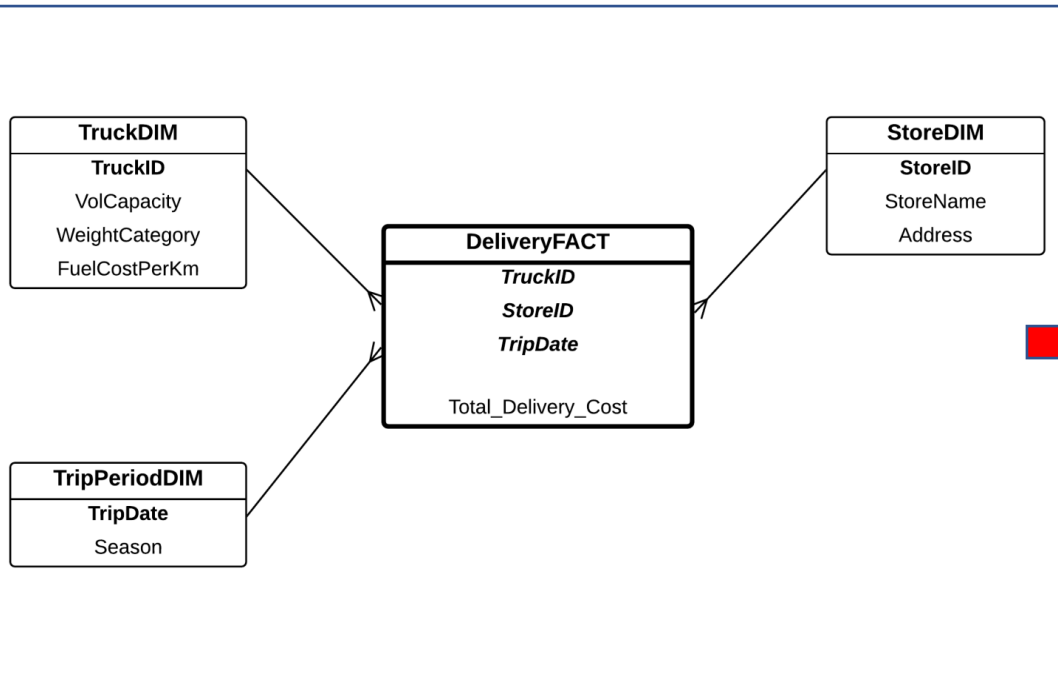 TruckDIM
TruckID
VolCapacity
WeightCategory
FuelCostPerKm
StoreDIM
StoreID
StoreName
Address
DeliveryFACT
TruckID
StoreID
TripDate
Total_Delivery_Cost
TripPeriodDIM
TripDate
Season